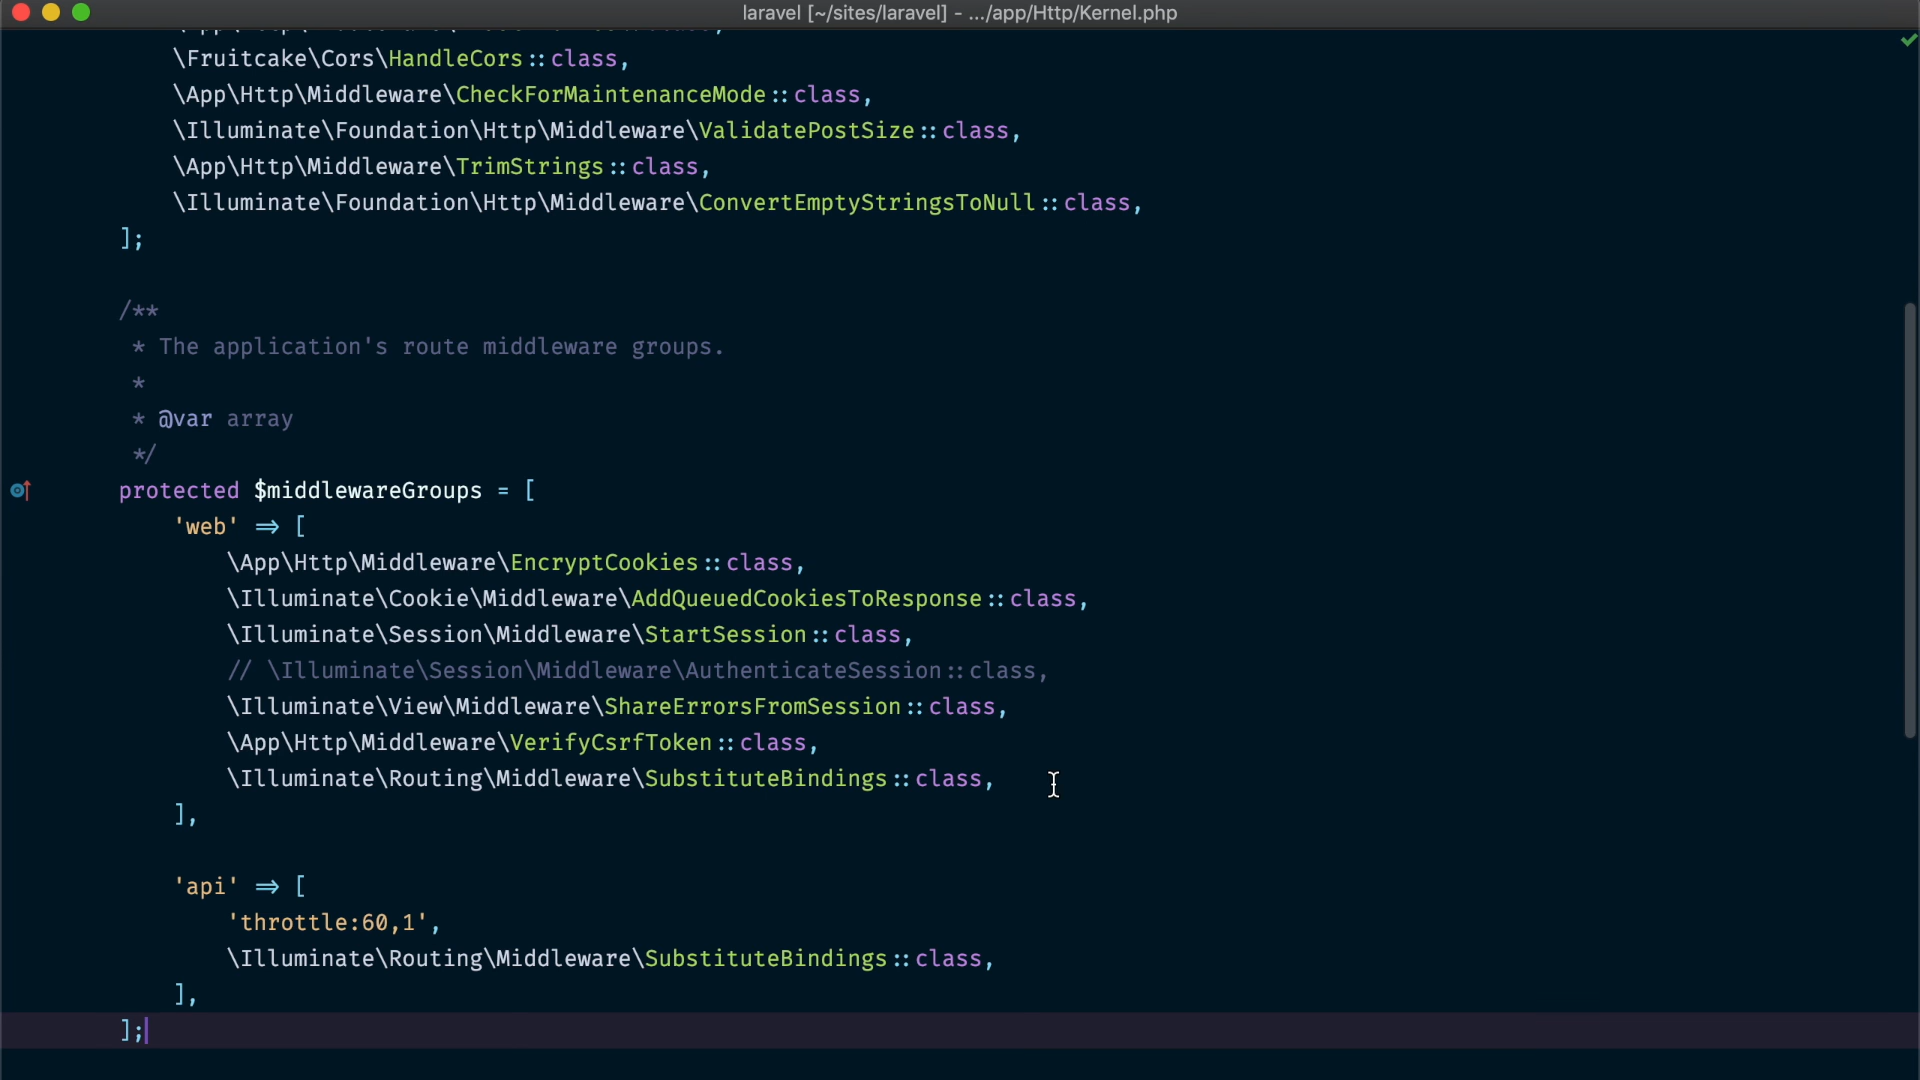 laravel [~/sites/laravel] - .../app/Http/Kernel.php
\Fruitcake\Cors\HandleCors::class,
\App\Http\Middleware\CheckForMaintenanceMode::class,
\Illuminate\Foundation\Http\Middleware\ValidatePostSize::class,
\App\Http\Middleware\TrimStrings::class,
\Illuminate\Foundation\Http\Middleware\ConvertEmptyStringsToNull::class,
];
/**
* The application's route middleware groups.
*
* @var array
*/
protected $middlewareGroups = [
'web' => [
\App\Http\Middleware\EncryptCookies::class,
\Illuminate\Cookie\Middleware\AddQueuedCookiesToResponse::class,
\Illuminate\Session\Middleware\StartSession::class,
// \Illuminate\Session\Middleware\AuthenticateSession::class,
\Illuminate\View\Middleware\ShareErrorsFromSession::class,
\App\Http\Middleware\VerifyCsrfToken::class,
\Illuminate\Routing\Middleware\SubstituteBindings::class,
],
'api' => [
'throttle:60,1',
\Illuminate\Routing\Middleware\SubstituteBindings::class,
],
];